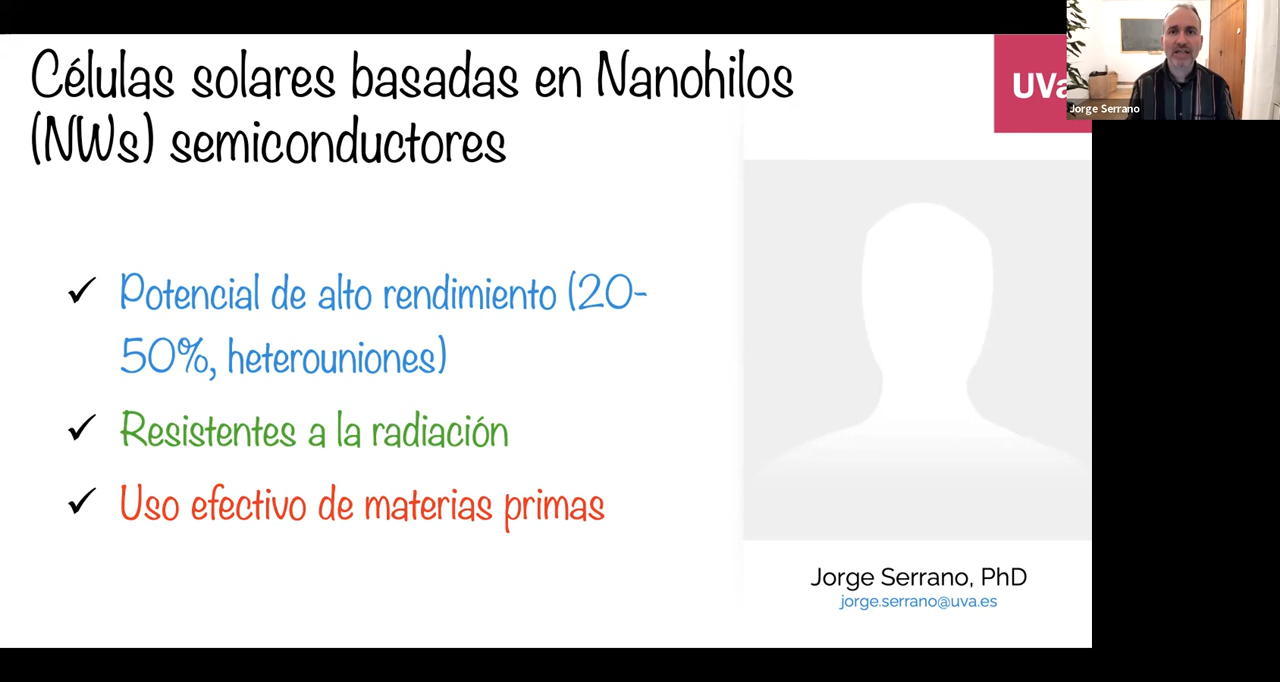 Células solares basadas en Nanohilos
(NWs) semiconductores
UVa
Jorge Serrano
✓ Potencial de alto rendimiento (20-
50%, heterouniones)
✓ Resistentes a la radiación
✓ Uso efectivo de materias primas
Jorge Serrano, PhD
jorge.serrano@uva.es